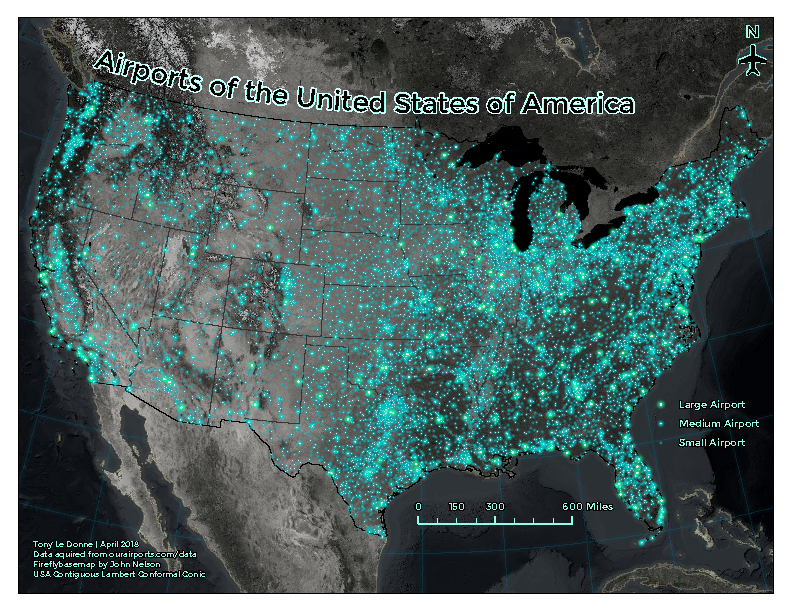 N
Airports of the United States of America
Large Airport
Medium Airport
Small Airport
0 150 300 600 Miles
Tony Le Donne | April 2018
Data aquired from ourairports.com/data
Fireflybasemap by John Nelson
USA Contiguous Lambert Conformal Conic